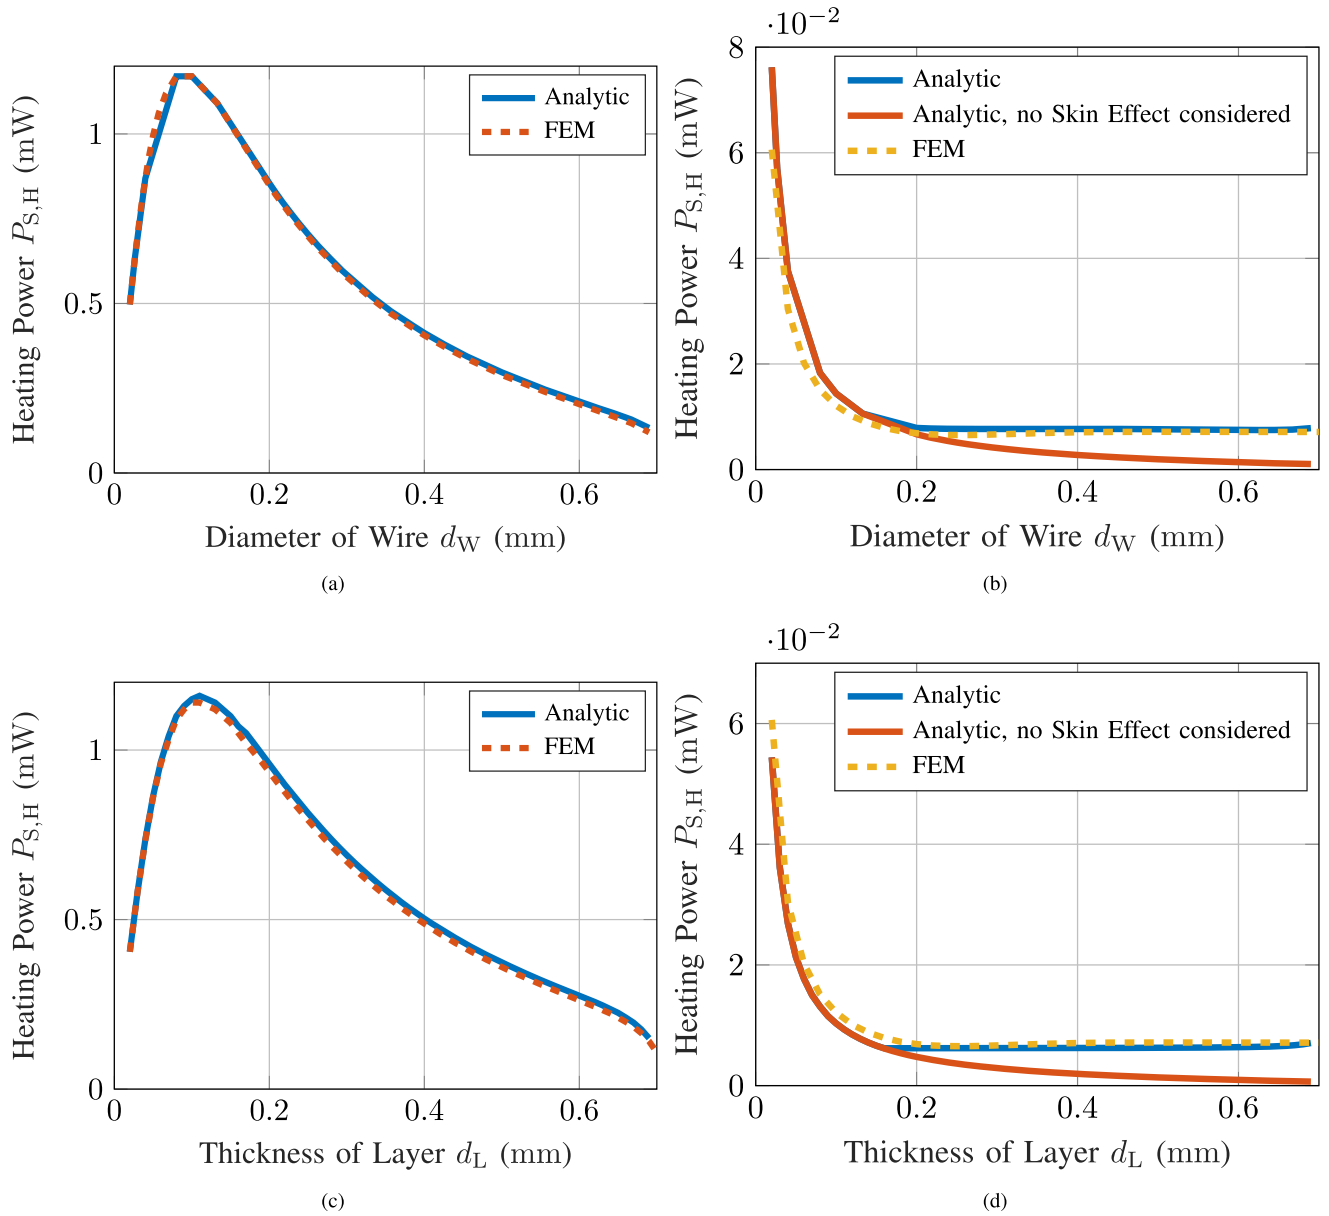 Heating Power P_S,H (mW)
1
0.5
0
0 0.2 0.4 0.6
Diameter of Wire d_W (mm)
Analytic
FEM
(a)
·10⁻²
Heating Power P_S,H (mW)
8
6
4
2
0
0 0.2 0.4 0.6
Diameter of Wire d_W (mm)
Analytic
Analytic, no Skin Effect considered
FEM
(b)
Heating Power P_S,H (mW)
1
0.5
0
0 0.2 0.4 0.6
Thickness of Layer d_L (mm)
Analytic
FEM
(c)
·10⁻²
Heating Power P_S,H (mW)
6
4
2
0
0 0.2 0.4 0.6
Thickness of Layer d_L (mm)
Analytic
Analytic, no Skin Effect considered
FEM
(d)